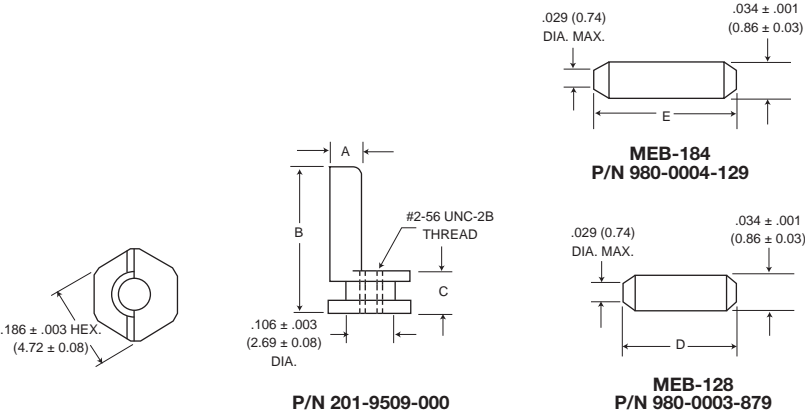 .029 (0.74)
DIA. MAX.
.034 ± .001
(0.86 ± 0.03)
E
MEB-184
P/N 980-0004-129
A
B
#2-56 UNC-2B
THREAD
C
.106 ± .003
(2.69 ± 0.08)
DIA.
.186 ± .003 HEX.
(4.72 ± 0.08)
P/N 201-9509-000
.029 (0.74)
DIA. MAX.
.034 ± .001
(0.86 ± 0.03)
D
MEB-128
P/N 980-0003-879